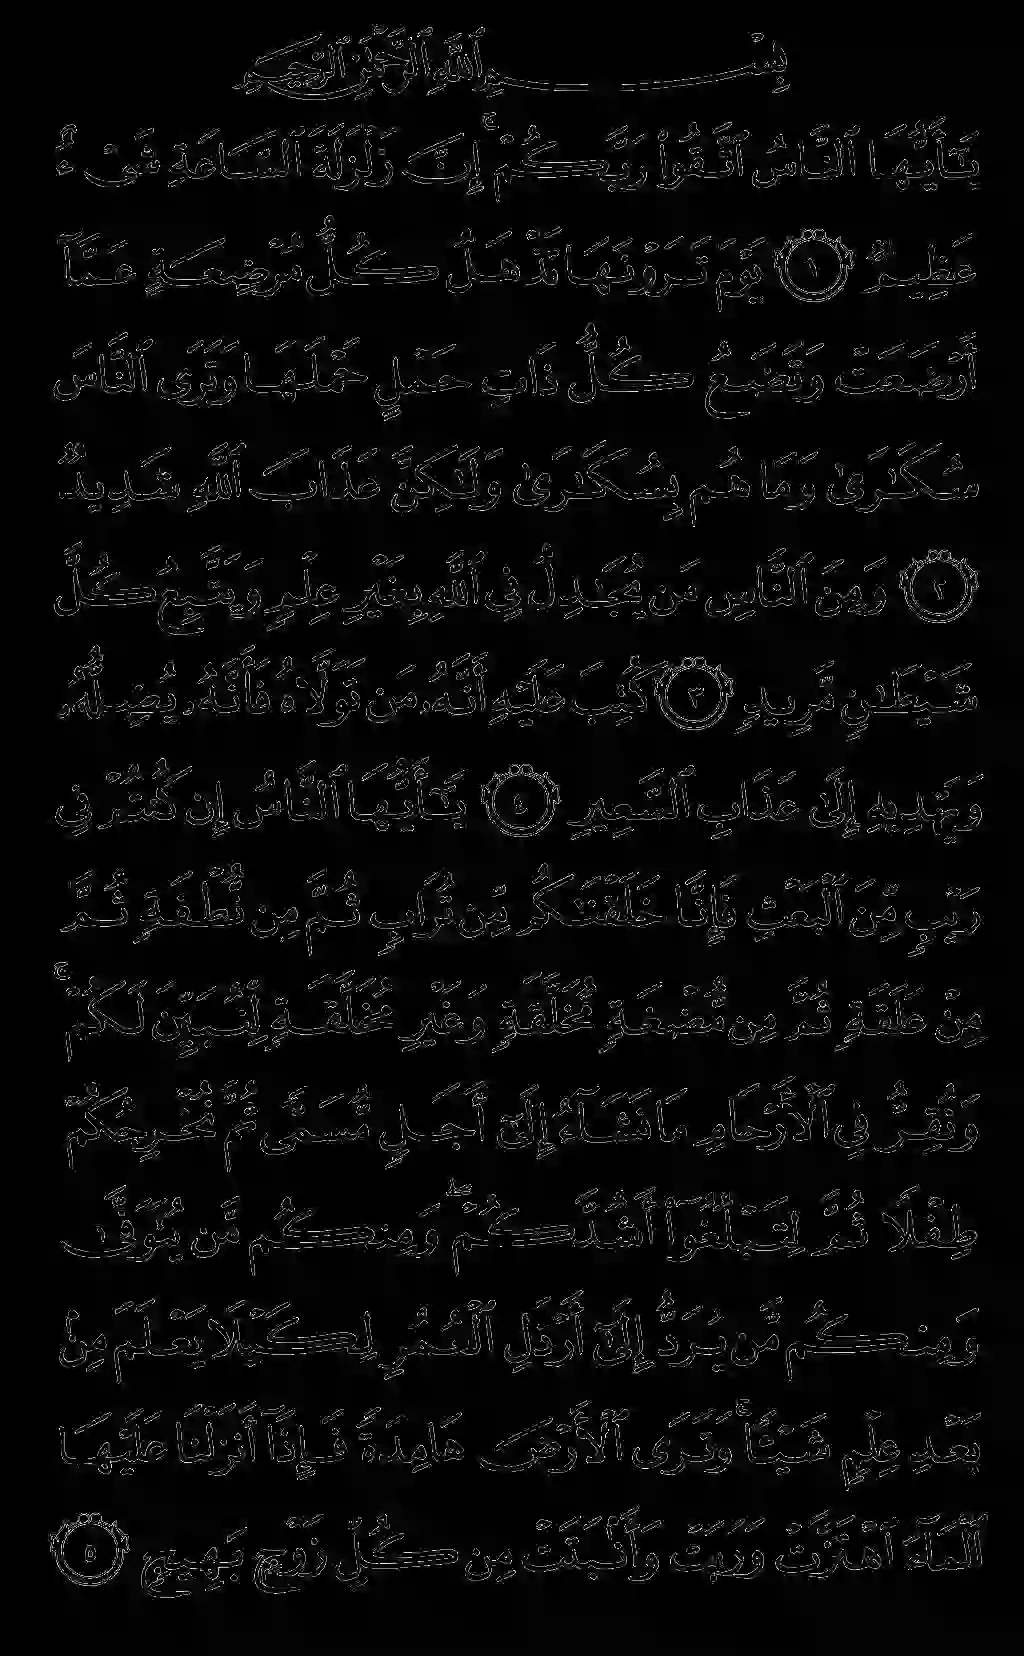 بِسْمِ ٱللَّهِ ٱلرَّحْمَٰنِ ٱلرَّحِيمِ
يَٰٓأَيُّهَا ٱلنَّاسُ ٱتَّقُوا۟ رَبَّكُمْ ۚ إِنَّ زَلْزَلَةَ ٱلسَّاعَةِ شَىْءٌ
عَظِيمٌ ١ يَوْمَ تَرَوْنَهَا تَذْهَلُ كُلُّ مُرْضِعَةٍ عَمَّآ
أَرْضَعَتْ وَتَضَعُ كُلُّ ذَاتِ حَمْلٍ حَمْلَهَا وَتَرَى ٱلنَّاسَ
سُكَٰرَىٰ وَمَا هُم بِسُكَٰرَىٰ وَلَٰكِنَّ عَذَابَ ٱللَّهِ شَدِيدٌ
٢ وَمِنَ ٱلنَّاسِ مَن يُجَٰدِلُ فِى ٱللَّهِ بِغَيْرِ عِلْمٍ وَيَتَّبِعُ كُلَّ
شَيْطَٰنٍ مَّرِيدٍ ٣ كُتِبَ عَلَيْهِ أَنَّهُۥ مَن تَوَلَّاهُ فَأَنَّهُۥ يُضِلُّهُۥ
وَيَهْدِيهِ إِلَىٰ عَذَابِ ٱلسَّعِيرِ ٤ يَٰٓأَيُّهَا ٱلنَّاسُ إِن كُنتُمْ فِى
رَيْبٍ مِّنَ ٱلْبَعْثِ فَإِنَّا خَلَقْنَٰكُم مِّن تُرَابٍ ثُمَّ مِن نُّطْفَةٍ ثُمَّ
مِنْ عَلَقَةٍ ثُمَّ مِن مُّضْغَةٍ مُّخَلَّقَةٍ وَغَيْرِ مُخَلَّقَةٍ لِّنُبَيِّنَ لَكُمْ ۚ
وَنُقِرُّ فِى ٱلْأَرْحَامِ مَا نَشَآءُ إِلَىٰٓ أَجَلٍ مُّسَمًّى ثُمَّ نُخْرِجُكُمْ
طِفْلًا ثُمَّ لِتَبْلُغُوٓا۟ أَشُدَّكُمْ ۖ وَمِنكُم مَّن يُتَوَفَّىٰ
وَمِنكُم مَّن يُرَدُّ إِلَىٰٓ أَرْذَلِ ٱلْعُمُرِ لِكَيْلَا يَعْلَمَ مِنۢ
بَعْدِ عِلْمٍ شَيْـًٔا ۚ وَتَرَى ٱلْأَرْضَ هَامِدَةً فَإِذَآ أَنزَلْنَا عَلَيْهَا
ٱلْمَآءَ ٱهْتَزَّتْ وَرَبَتْ وَأَنۢبَتَتْ مِن كُلِّ زَوْجٍۭ بَهِيجٍ ٥